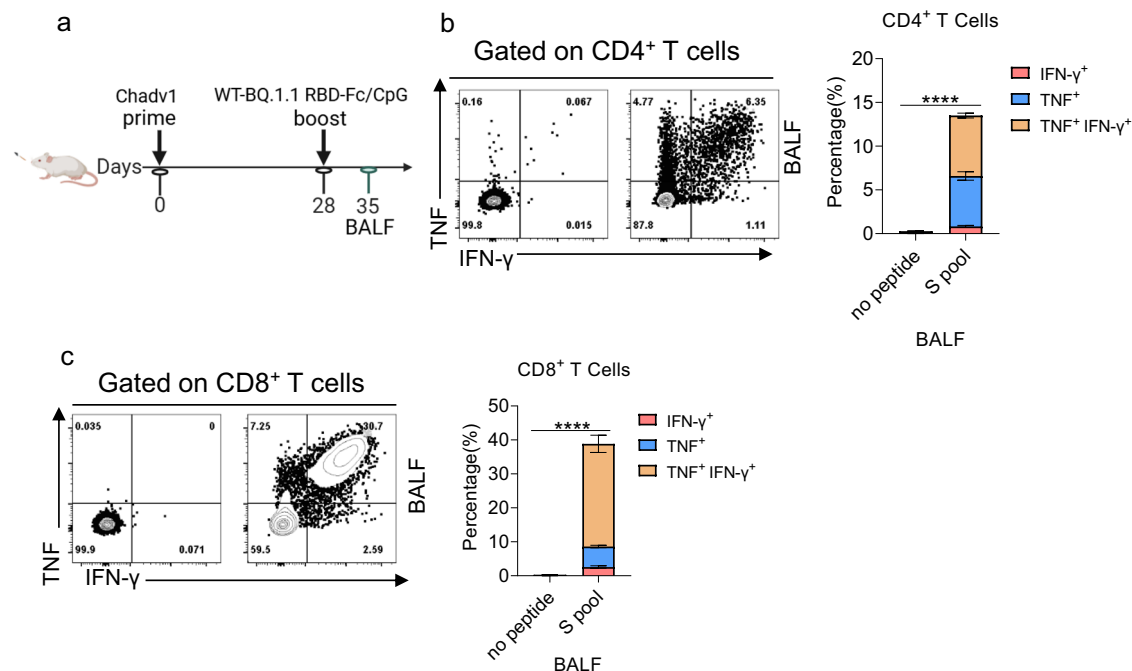 a
Chadv1
prime
WT-BQ.1.1 RBD-Fc/CpG
boost
Days
0
28
35
BALF
b
Gated on CD4⁺ T cells
0.16
0.067
99.8
0.015
4.77
6.35
87.8
1.11
TNF
IFN-γ
BALF
CD4⁺ T Cells
Percentage(%)
20
15
10
5
0
****
no peptide
S pool
BALF
IFN-γ⁺
TNF⁺
TNF⁺ IFN-γ⁺
c
Gated on CD8⁺ T cells
0.035
0
99.9
0.071
7.25
30.7
59.5
2.59
TNF
IFN-γ
BALF
CD8⁺ T Cells
Percentage(%)
50
40
30
20
10
0
****
no peptide
S pool
BALF
IFN-γ⁺
TNF⁺
TNF⁺ IFN-γ⁺